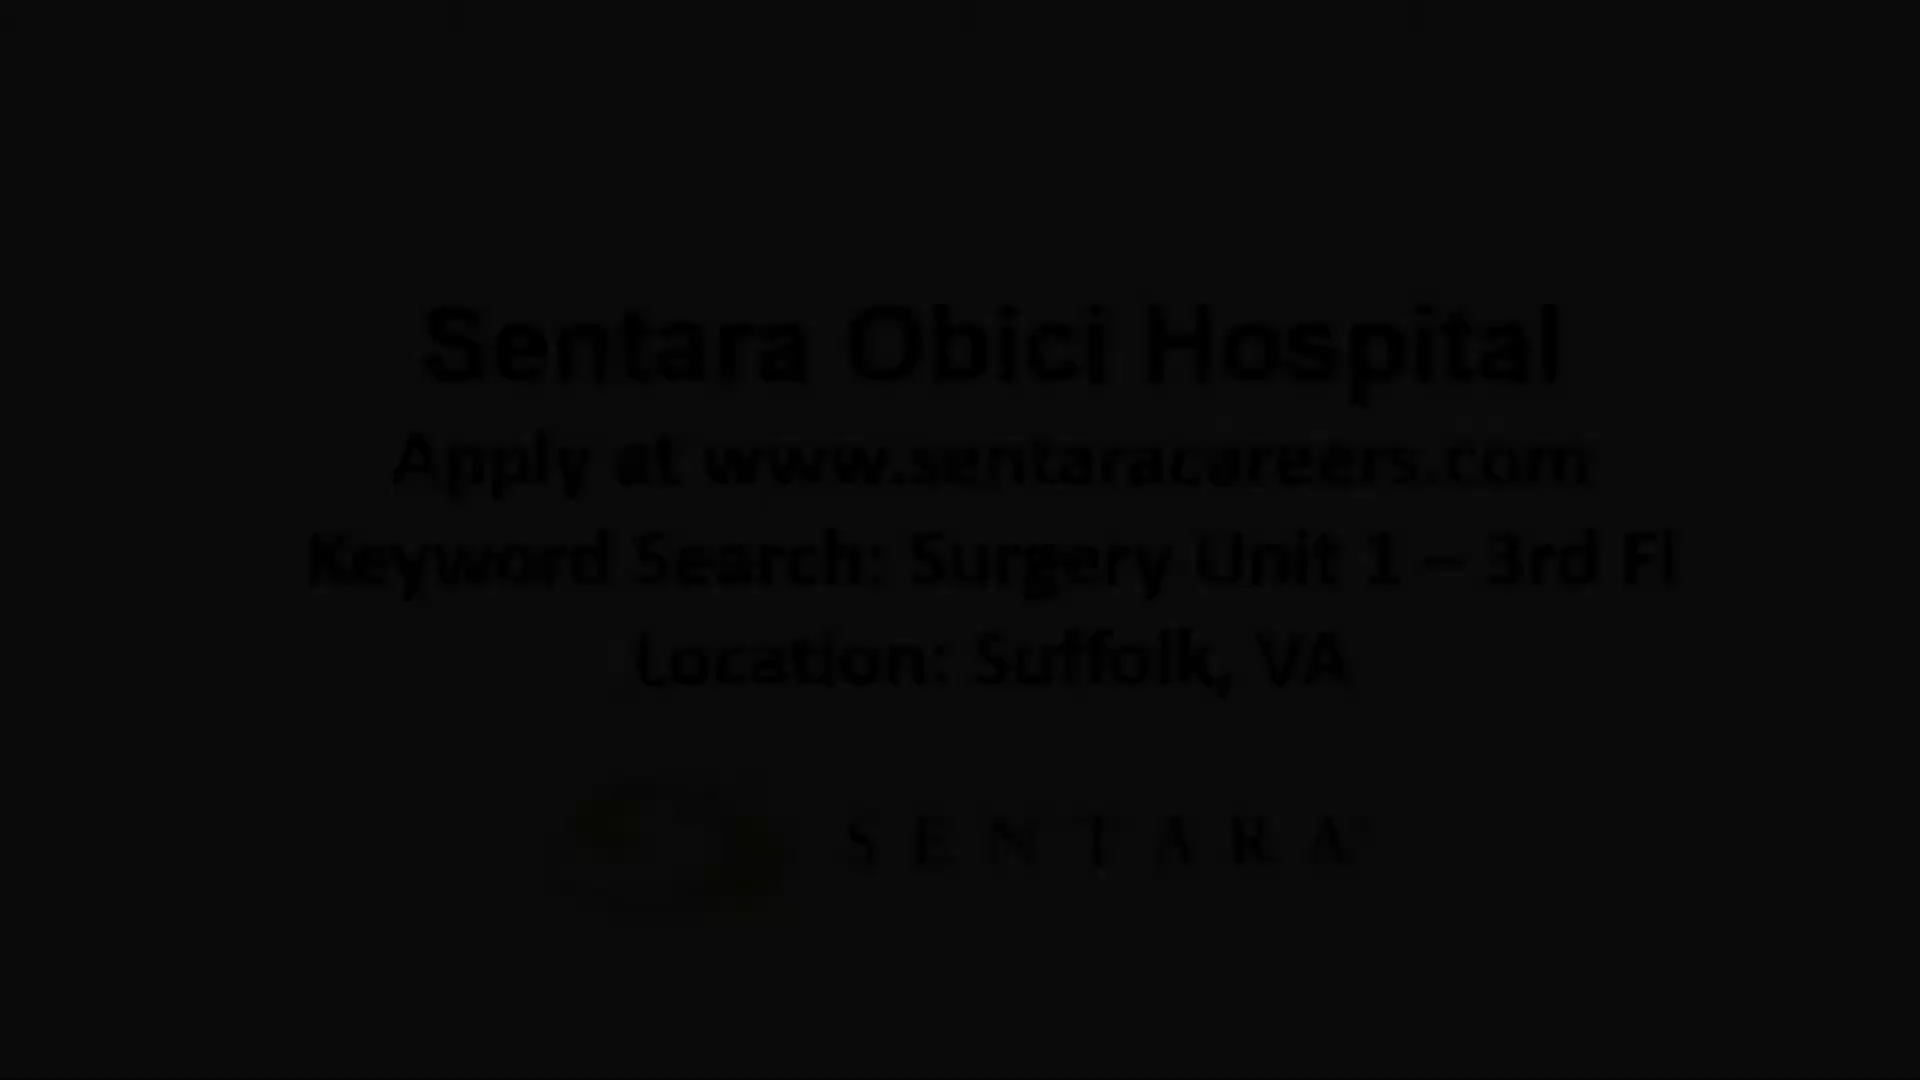 Sentara Obici Hospital
Apply at www.sentaracareers.com
Keyword Search: Surgery Unit 1 – 3rd Fl
Location: Suffolk, VA
SENTARA